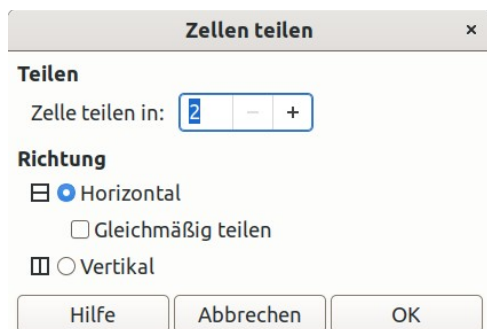 Zellen teilen ×
Teilen
Zelle teilen in: 2 − +
Richtung
Horizontal
Gleichmäßig teilen
Vertikal
Hilfe Abbrechen OK